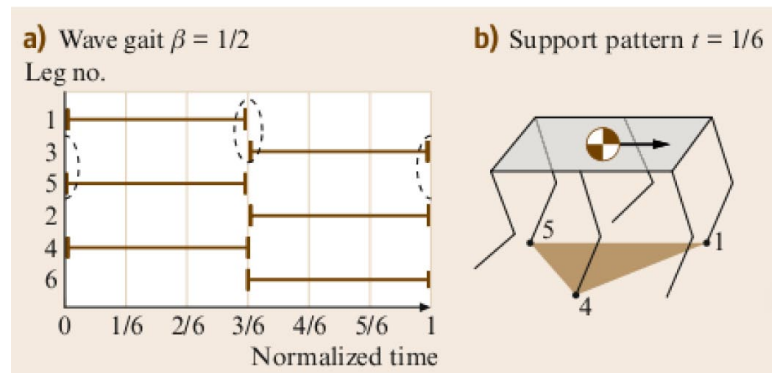 a) Wave gait β = 1/2
Leg no.
1
3
5
2
4
6
0 1/6 2/6 3/6 4/6 5/6 1
Normalized time
b) Support pattern t = 1/6
5
1
4